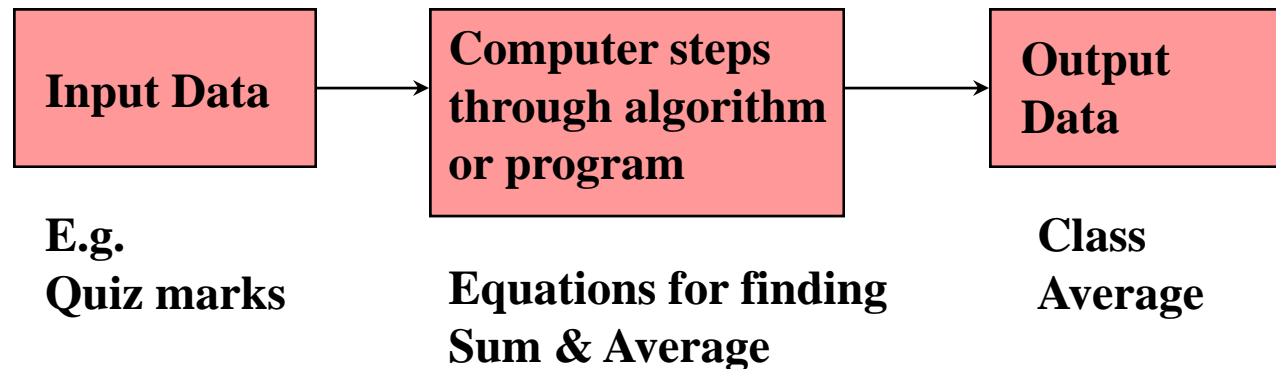 Input Data
Computer steps
through algorithm
or program
Output
Data
E.g.
Quiz marks
Equations for finding
Sum & Average
Class
Average